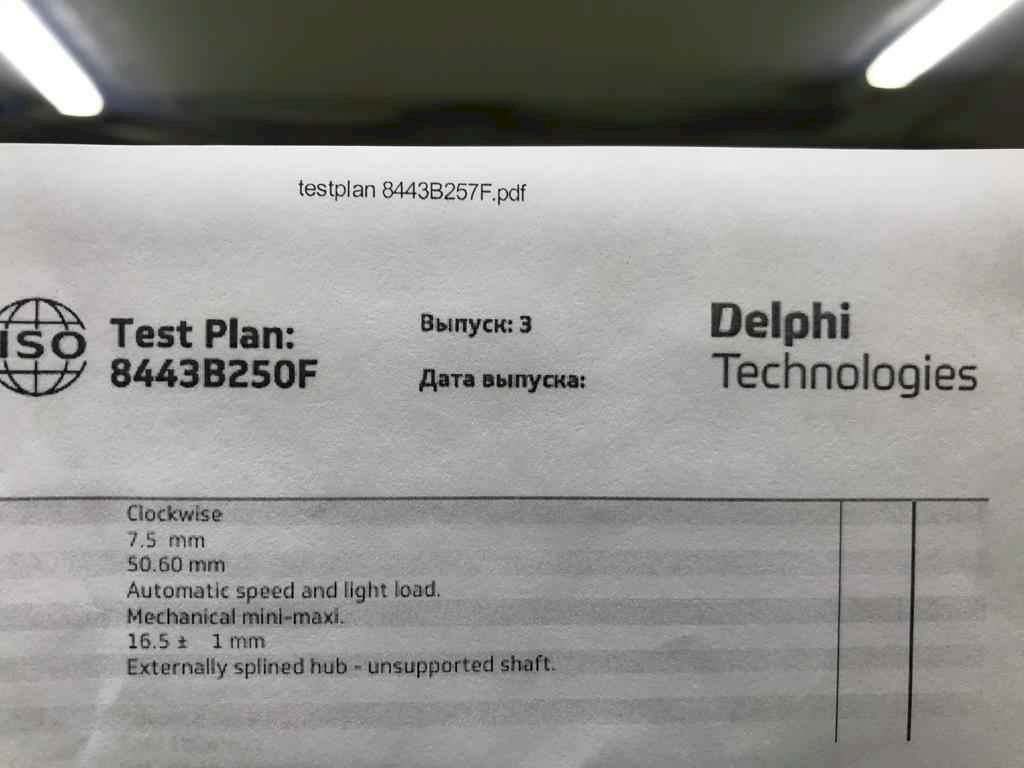 testplan 8443B257F.pdf
ISO
Test Plan:
8443B250F
Выпуск: 3
Дата выпуска:
Delphi
Technologies
Clockwise
7.5 mm
50.60 mm
Automatic speed and light load.
Mechanical mini-maxi.
16.5 ± 1 mm
Externally splined hub - unsupported shaft.